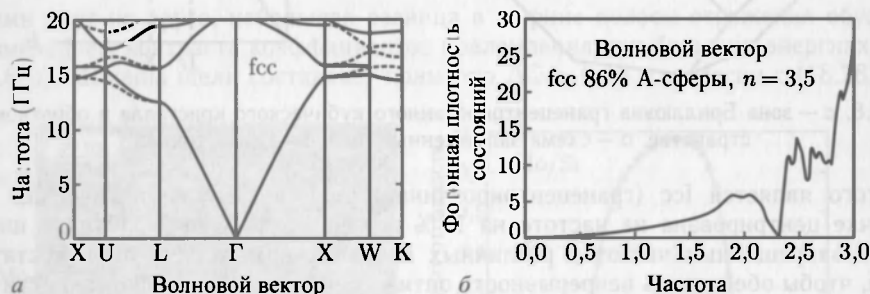 Частота (ГГц)
20
15
10
5
0
fcc
X U L Γ X W K
а
Волновой вектор
Фотонная плотность
состояний
30
25
20
15
10
5
0
Волновой вектор
fcc 86% А-сферы, n = 3,5
0,0 0,5 1,0 1,5 2,0 2,5 3,0
б
Частота